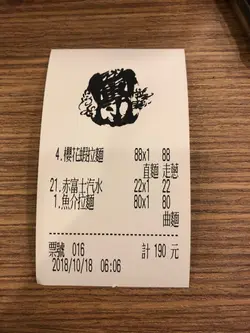 4.櫻花蝦拉麵 88x1 88
直麵 走蔥
21.赤富士汽水 22x1 22
1.魚介拉麵 80x1 80
曲麵
票號 016 計 190 元
2018/10/18 06:06